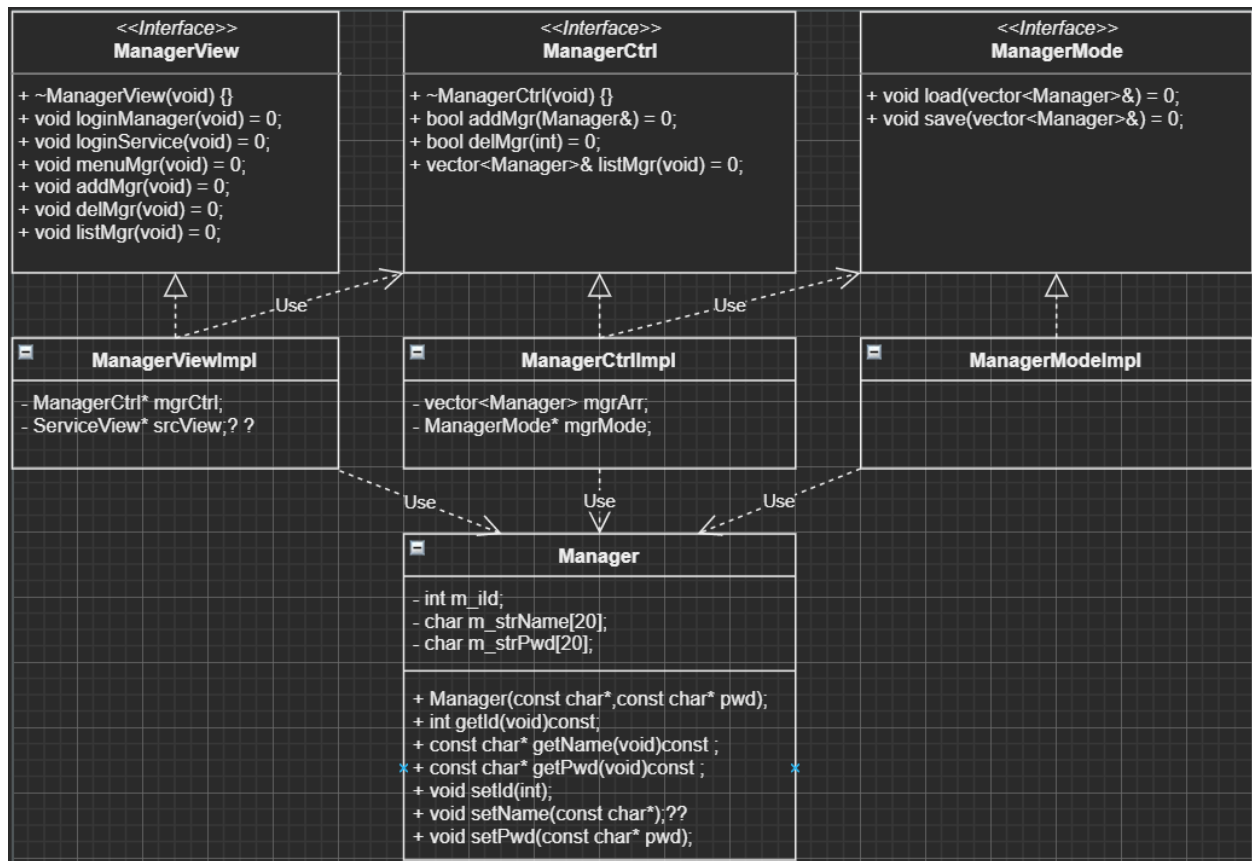 <<Interface>>
ManagerView
+ ~ManagerView(void) {}
+ void loginManager(void) = 0;
+ void loginService(void) = 0;
+ void menuMgr(void) = 0;
+ void addMgr(void) = 0;
+ void delMgr(void) = 0;
+ void listMgr(void) = 0;
<<Interface>>
ManagerCtrl
+ ~ManagerCtrl(void) {}
+ bool addMgr(Manager&) = 0;
+ bool delMgr(int) = 0;
+ vector<Manager>& listMgr(void) = 0;
<<Interface>>
ManagerMode
+ void load(vector<Manager>&) = 0;
+ void save(vector<Manager>&) = 0;
Use
Use
ManagerViewImpl
- ManagerCtrl* mgrCtrl;
- ServiceView* srcView;? ?
ManagerCtrlImpl
- vector<Manager> mgrArr;
- ManagerMode* mgrMode;
ManagerModeImpl
Use
Use
Use
Manager
- int m_iId;
- char m_strName[20];
- char m_strPwd[20];
+ Manager(const char*,const char* pwd);
+ int getId(void)const;
+ const char* getName(void)const ;
+ const char* getPwd(void)const ;
+ void setId(int);
+ void setName(const char*);??
+ void setPwd(const char* pwd);